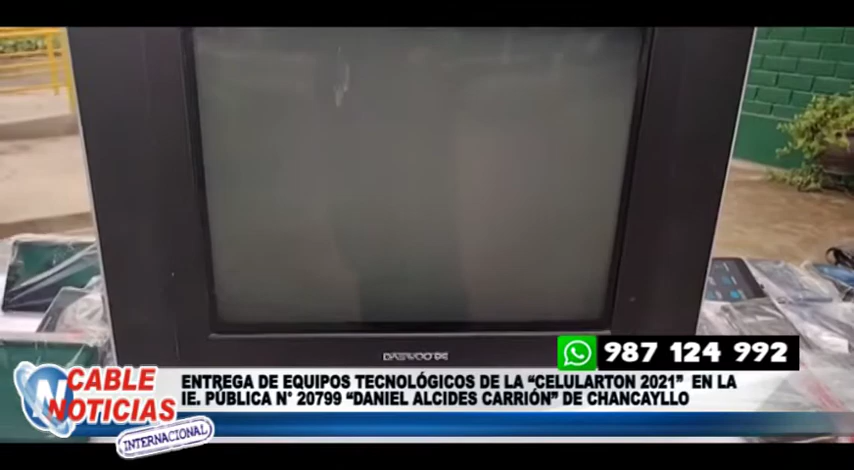 DAEWOO
987 124 992
ENTREGA DE EQUIPOS TECNOLÓGICOS DE LA “CELULARTON 2021” EN LA
IE. PÚBLICA N° 20799 “DANIEL ALCIDES CARRIÓN” DE CHANCAYLLO
N CABLE
NOTICIAS
INTERNACIONAL